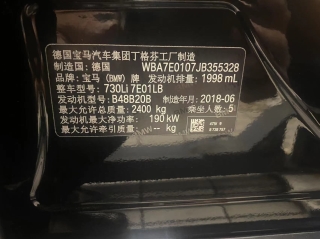 德国宝马汽车集团丁格芬工厂制造
制造国：德国 WBA7E0107JB355328
品牌：宝马（BMW）牌 发动机排量：1998 mL
整车型号：730Li 7E01LB
发动机型号：B48B20B 制造年月：2018-06
最大允许总质量：2400 kg 乘坐人数：5
发动机最大净功率：190 kW
最大允许牵引质量： kg